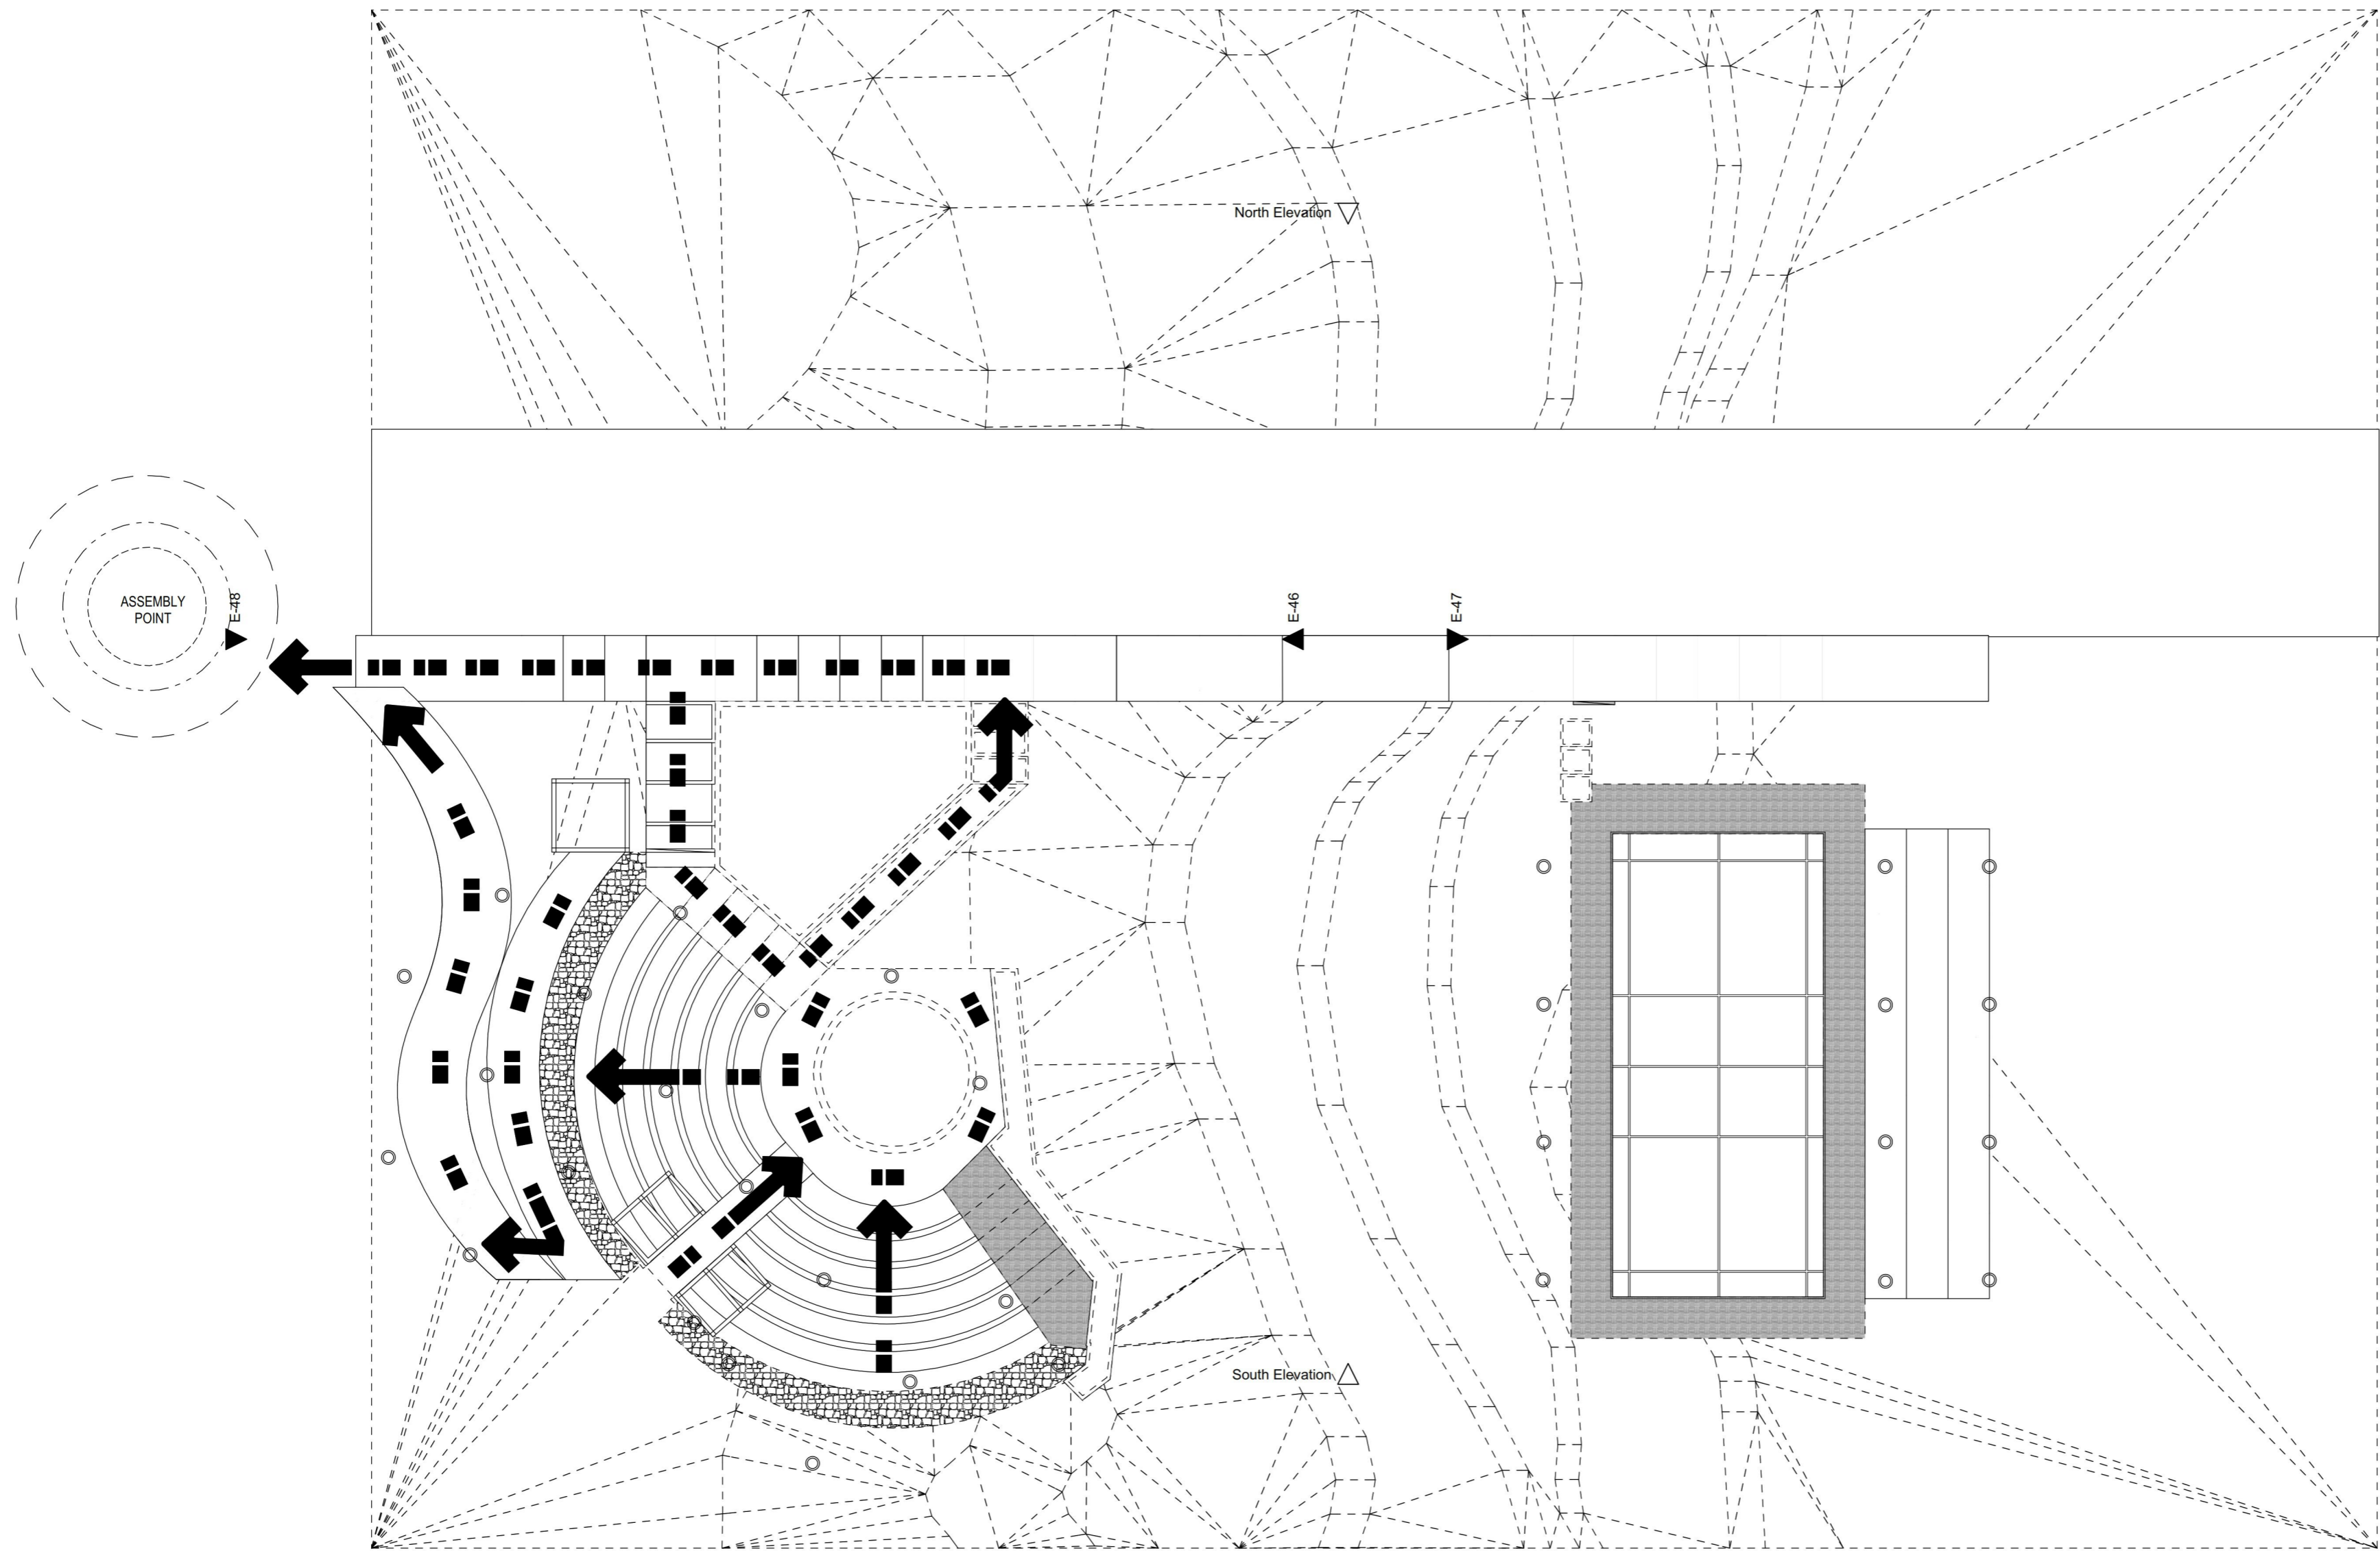 North Elevation
E-48
E-46
E-47
ASSEMBLY
POINT
South Elevation